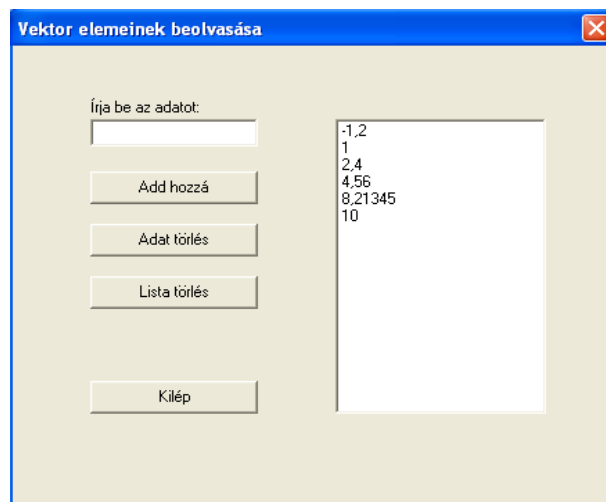 Vektor elemeinek beolvasása
Írja be az adatot:
Add hozzá
Adat törlés
Lista törlés
Kilép
-1,2
1
2,4
4,56
8,21345
10